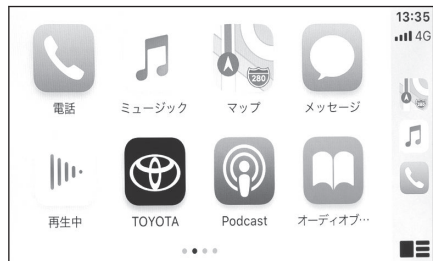 13:35
4G
280
電話
ミュージック
マップ
メッセージ
再生中
TOYOTA
Podcast
オーディオブ…